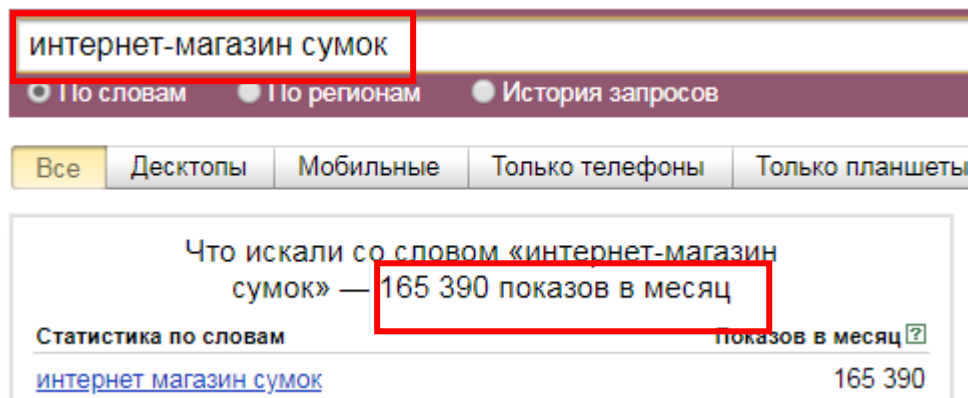 интернет-магазин сумок
По словам По регионам История запросов
Все Десктопы Мобильные Только телефоны Только планшеты
Что искали со словом «интернет-магазин
сумок» — 165 390 показов в месяц
Статистика по словам Показов в месяц ?
интернет магазин сумок 165 390